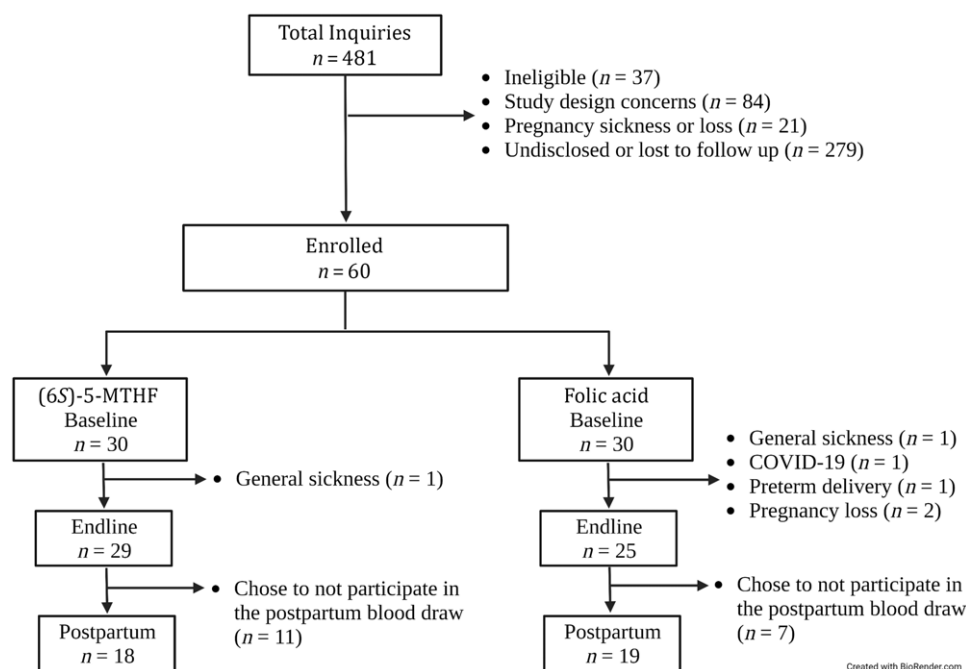 Total Inquiries
n = 481
• Ineligible (n = 37)
• Study design concerns (n = 84)
• Pregnancy sickness or loss (n = 21)
• Undisclosed or lost to follow up (n = 279)
Enrolled
n = 60
(6S)-5-MTHF
Baseline
n = 30
Folic acid
Baseline
n = 30
• General sickness (n = 1)
• General sickness (n = 1)
• COVID-19 (n = 1)
• Preterm delivery (n = 1)
• Pregnancy loss (n = 2)
Endline
n = 29
Endline
n = 25
• Chose to not participate in
the postpartum blood draw
(n = 11)
• Chose to not participate in
the postpartum blood draw
(n = 7)
Postpartum
n = 18
Postpartum
n = 19
Created with BioRender.com